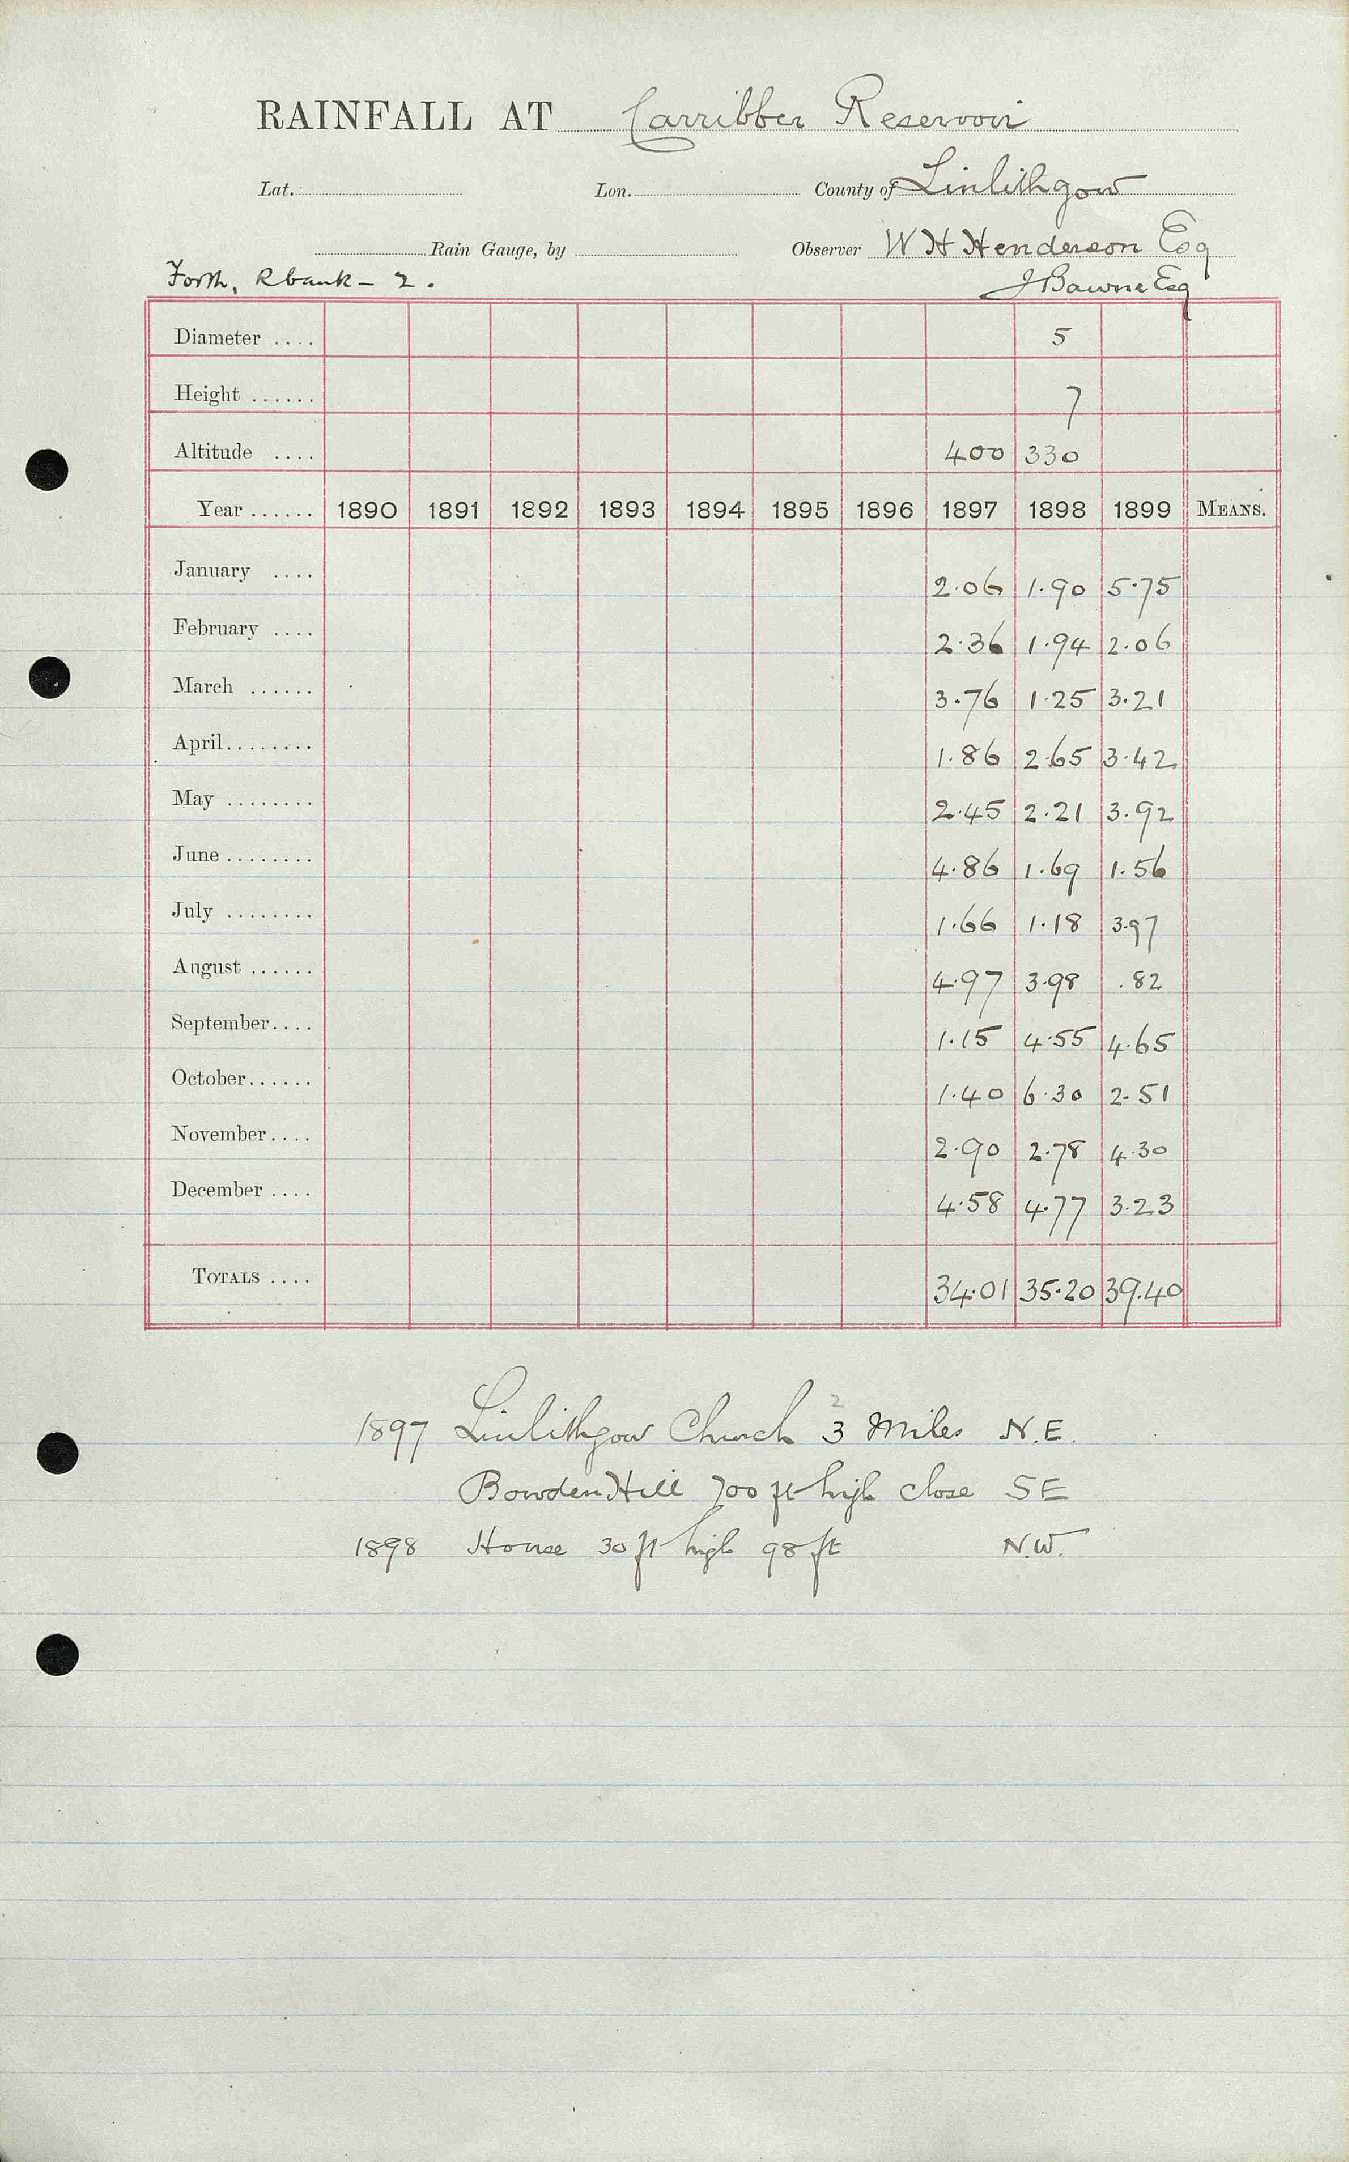 RAINFALL AT Carribber Reservoir
Lat. Lon. County of Linlithgow
Rain Gauge, by Observer W H Henderson Esq
Forth, R bank - 2. J Bawne Esq
Diameter .... 5
Height ...... 7
Altitude .... 400 330
Year ...... 1890 1891 1892 1893 1894 1895 1896 1897 1898 1899 MEANS.
January .... 2.06 1.90 5.75
February .... 2.36 1.94 2.06
March ...... 3.76 1.25 3.21
April........ 1.86 2.65 3.42
May ........ 2.45 2.21 3.92
June ........ 4.86 1.69 1.56
July ........ 1.66 1.18 3.97
August ...... 4.97 3.98 .82
September.... 1.15 4.55 4.65
October...... 1.40 6.30 2.51
November.... 2.90 2.78 4.30
December .... 4.58 4.77 3.23
TOTALS .... 34.01 35.20 39.40
1897 Linlithgow Church 3 Miles N.E.
Bowden Hill 700 ft high close SE
1898 House 30 ft high 98 ft N.W.